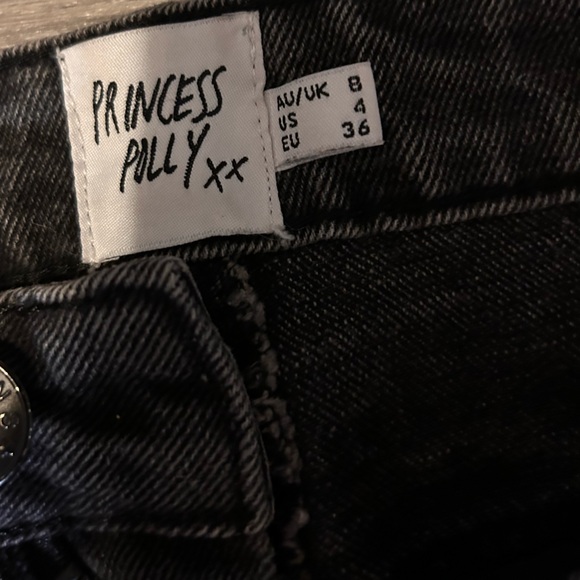 PRINCESS
POLLY xx
AU/UK 8
US 4
EU 36